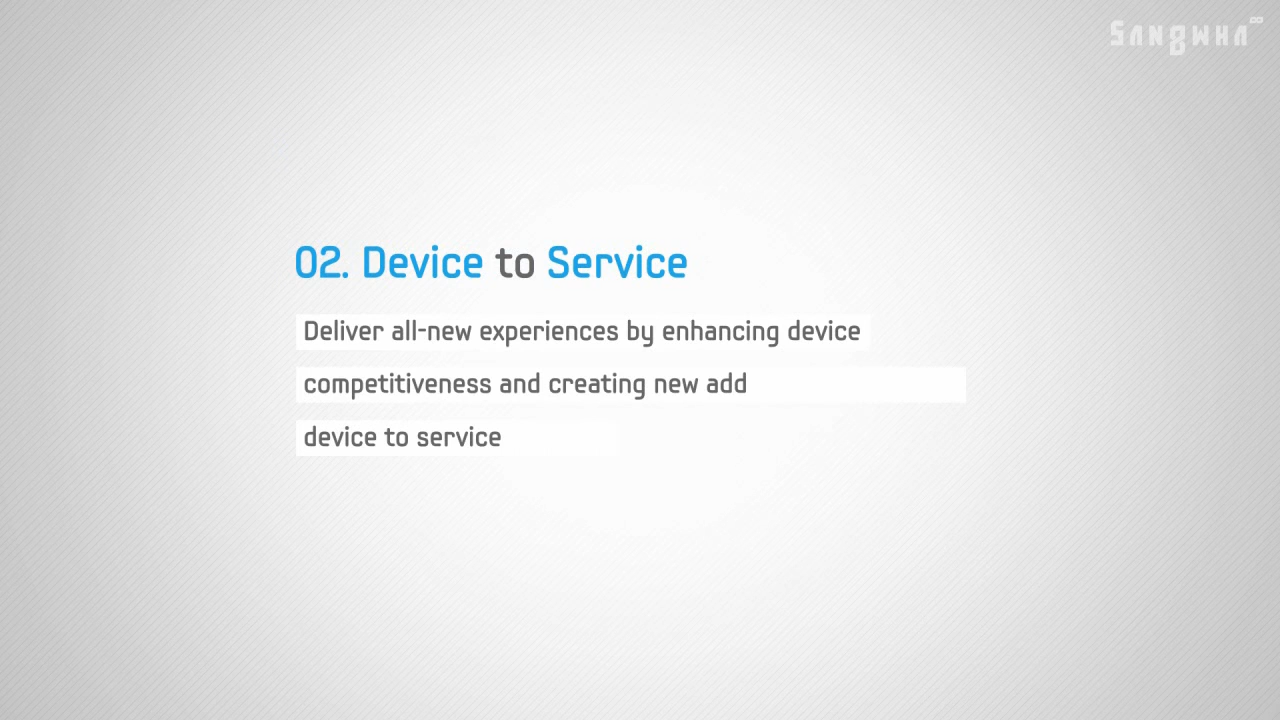 SANGWHA
02. Device to Service
Deliver all-new experiences by enhancing device
competitiveness and creating new add
device to service